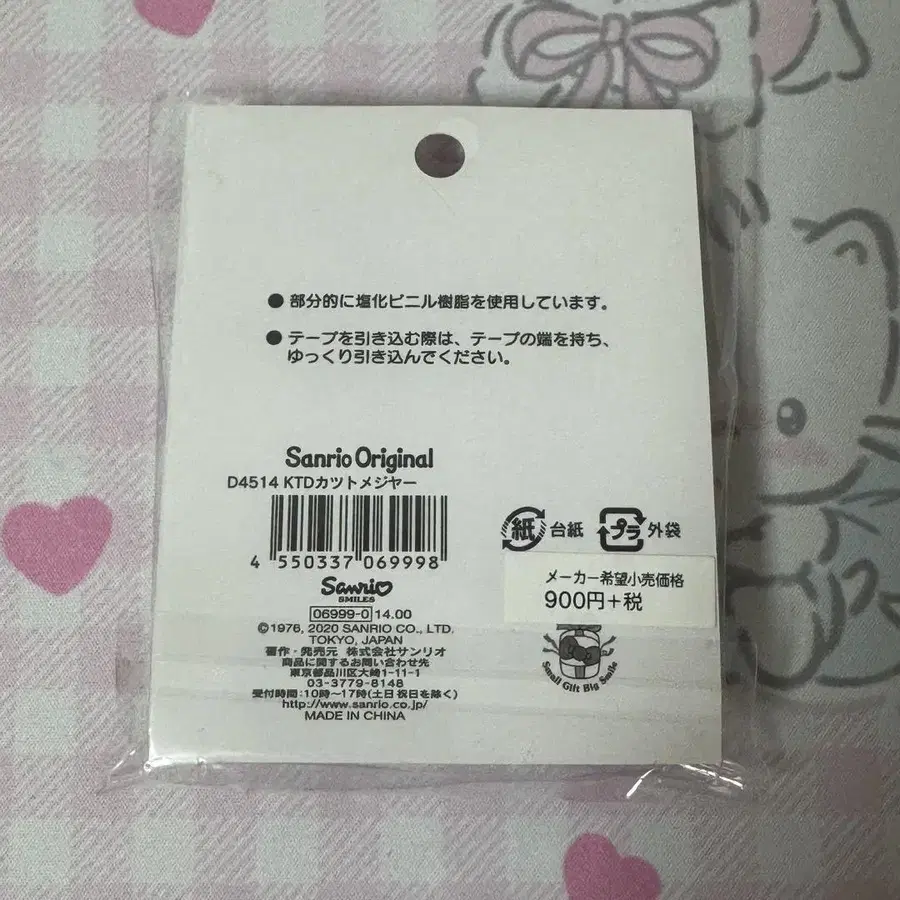 ● 部分的に塩化ビニル樹脂を使用しています。
● テープを引き込む際は、テープの端を持ち、
ゆっくり引き込んでください。
Sanrio Original
D4514 KTDカツトメジヤー
4 550337 069998
紙 台紙
プラ 外袋
メーカー希望小売価格
900円+税
Sanrio
SMILES
06999-0 14.00
©1976, 2020 SANRIO CO., LTD.
TOKYO, JAPAN
著作・発売元 株式会社サンリオ
商品に関するお問い合わせ先
東京都品川区大崎1-11-1
03-3779-8148
受付時間:10時～17時(土日祝日を除く)
http://www.sanrio.co.jp/
MADE IN CHINA
Small Gift Big Smile